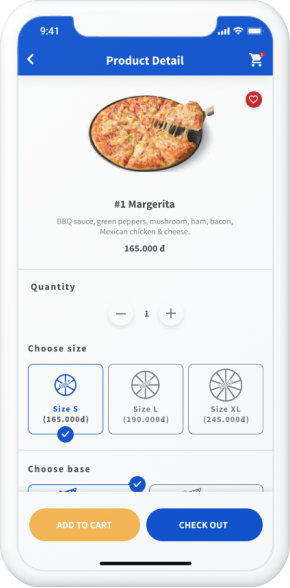 9:41
Product Detail
#1 Margerita
BBQ sauce, green peppers, mushroom, ham, bacon,
Mexican chicken & cheese.
165.000 đ
Quantity
1
Choose size
Size S
(165.000đ)
Size L
(190.000đ)
Size XL
(245.000đ)
Choose base
ADD TO CART
CHECK OUT